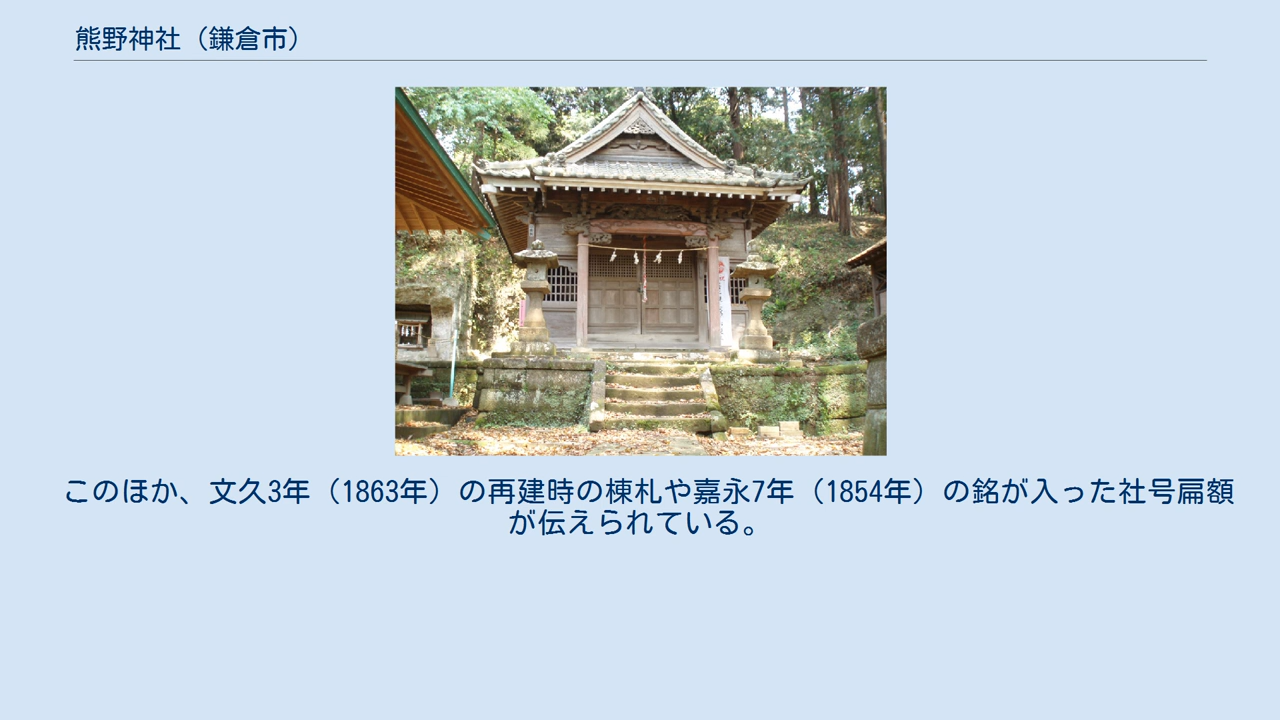 熊野神社（鎌倉市）
このほか、文久3年（1863年）の再建時の棟札や嘉永7年（1854年）の銘が入った社号扁額
が伝えられている。